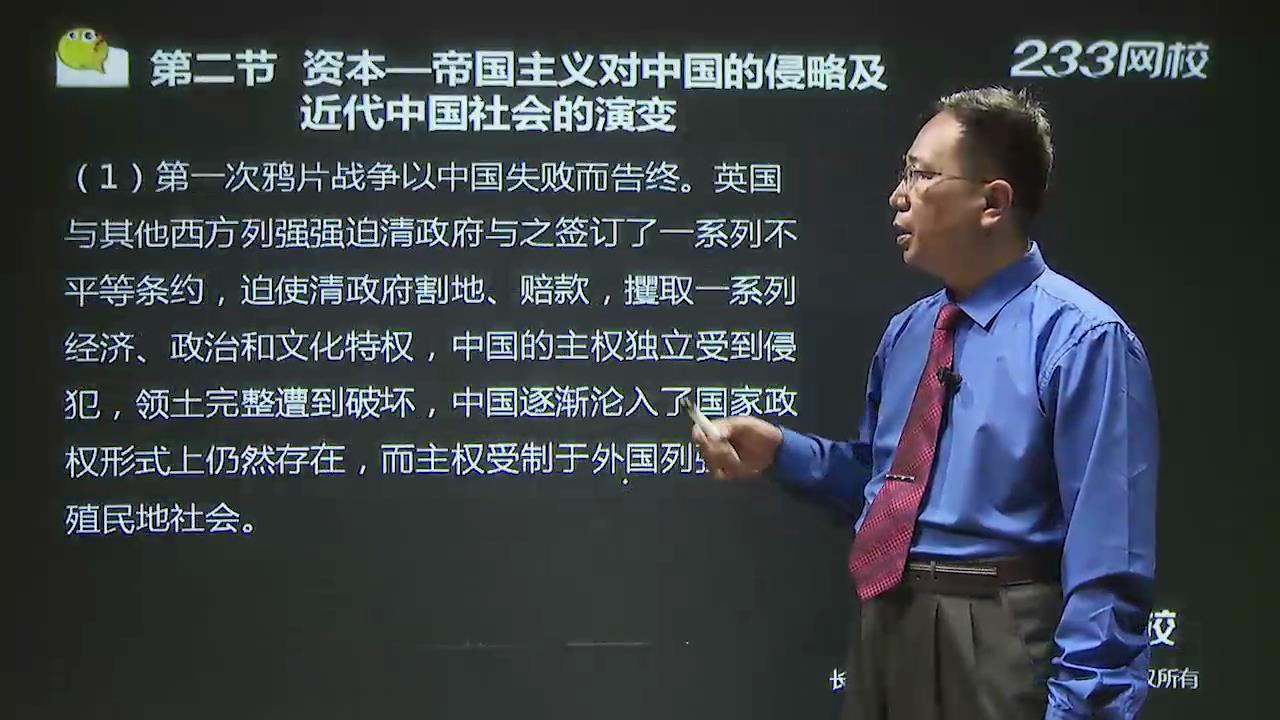 第二节 资本—帝国主义对中国的侵略及
近代中国社会的演变
233网校
（1）第一次鸦片战争以中国失败而告终。英国
与其他西方列强强迫清政府与之签订了一系列不
平等条约，迫使清政府割地、赔款，攫取一系列
经济、政治和文化特权，中国的主权独立受到侵
犯，领土完整遭到破坏，中国逐渐沦入了国家政
权形式上仍然存在，而主权受制于外国列
殖民地社会。
校
所有